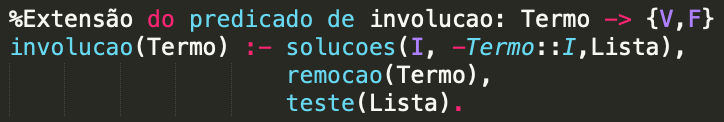 %Extensão do predicado de involucao: Termo -> {V,F}
involucao(Termo) :- solucoes(I, -Termo::I,Lista),
remocao(Termo),
teste(Lista).